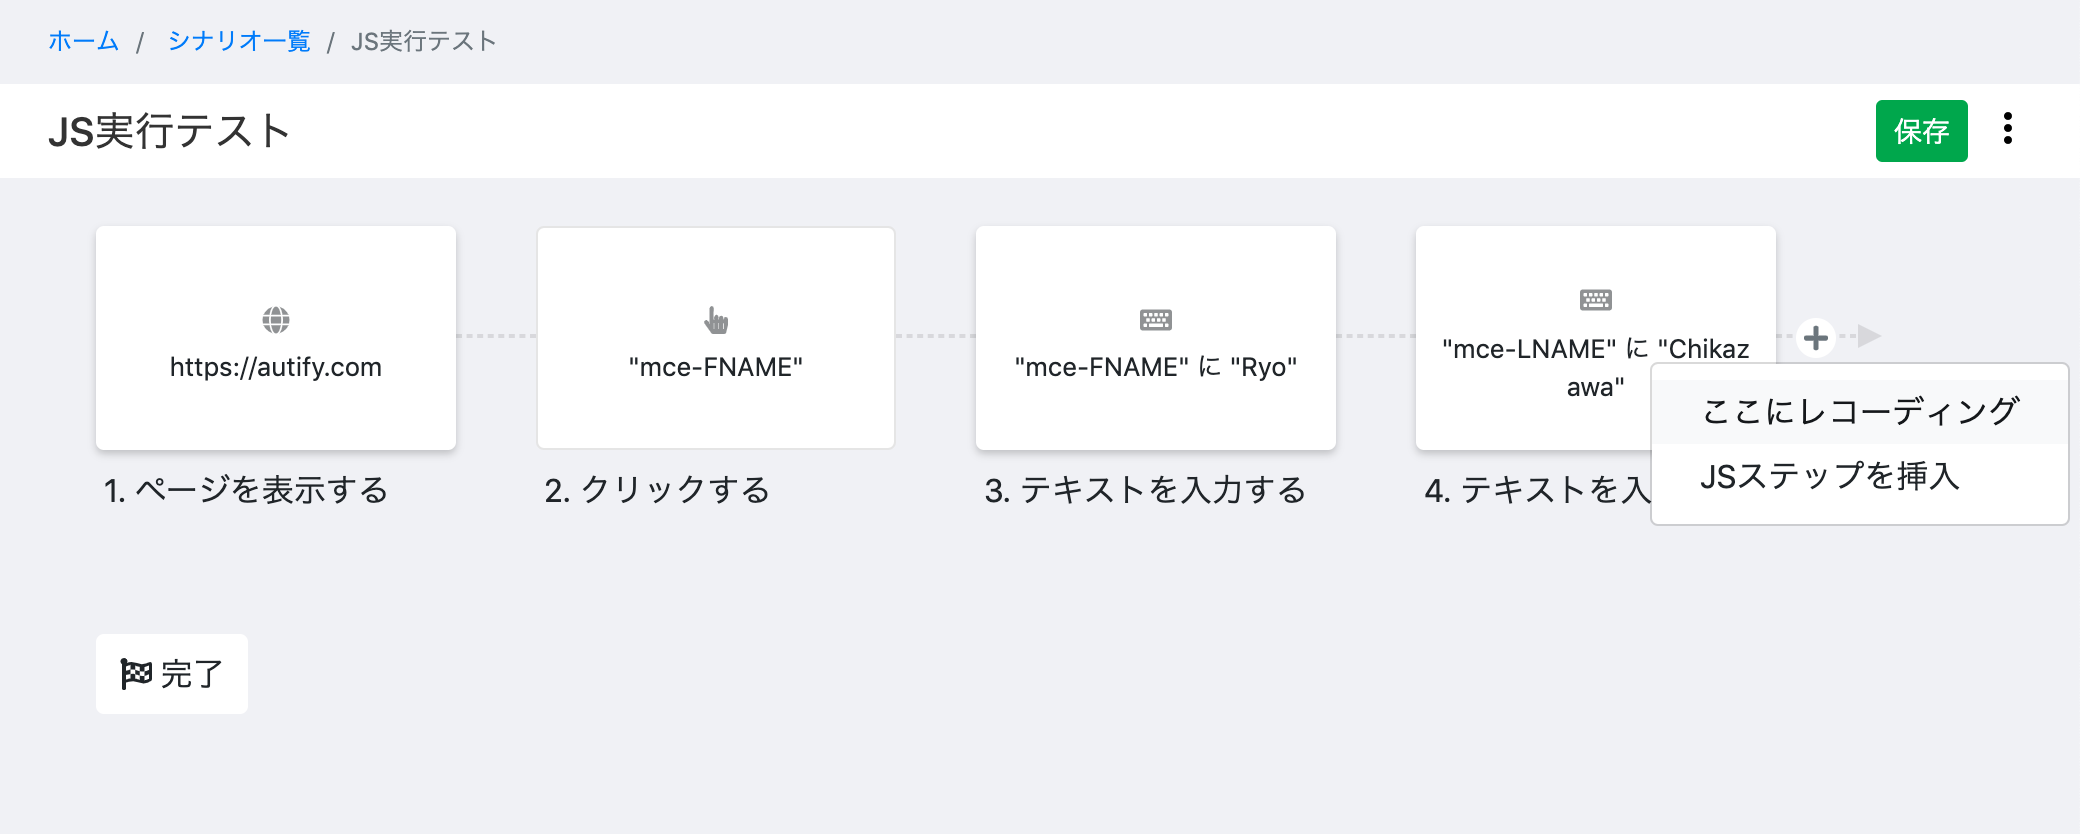 ホーム / シナリオ一覧 / JS実行テスト
JS実行テスト
保存
https://autify.com
"mce-FNAME"
"mce-FNAME" に "Ryo"
"mce-LNAME" に "Chikaz
awa"
ここにレコーディング
JSステップを挿入
1. ページを表示する
2. クリックする
3. テキストを入力する
4. テキストを入
完了